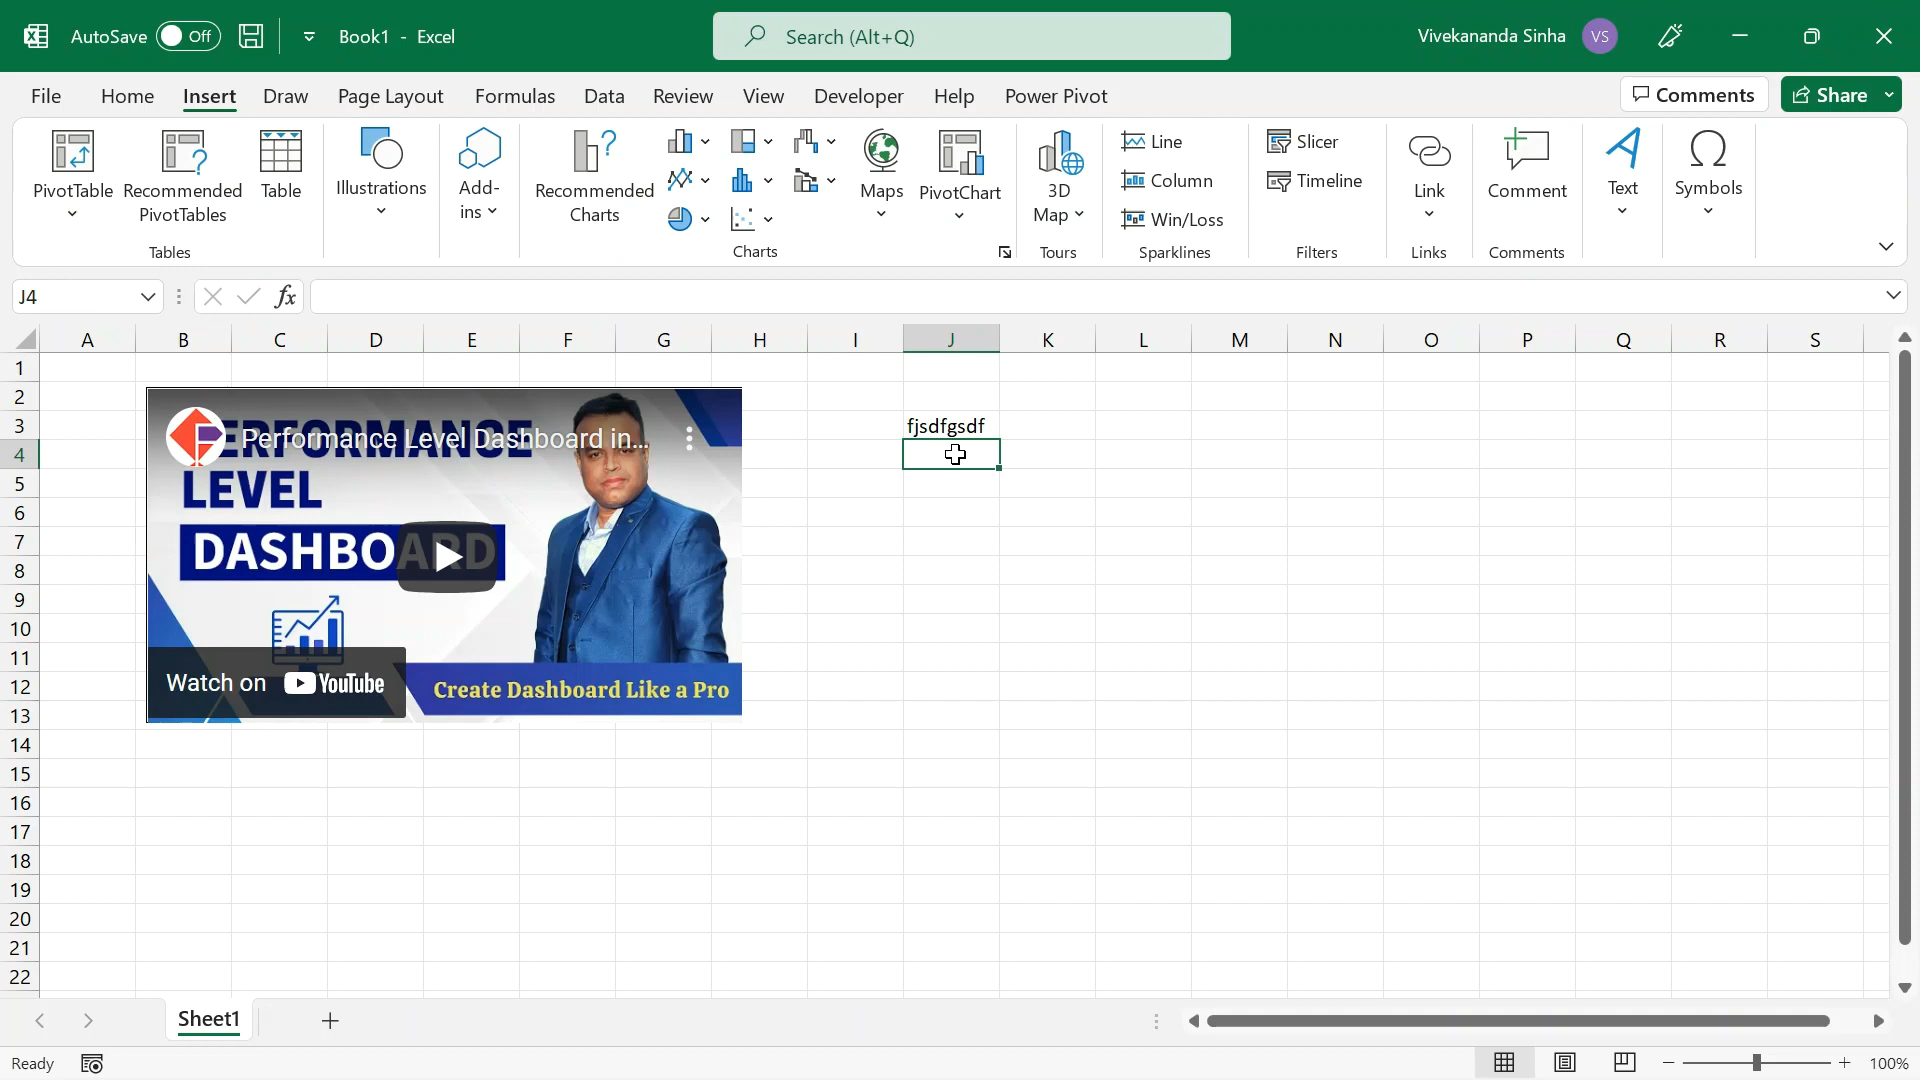 AutoSave Off Book1 - Excel Search (Alt+Q) Vivekananda Sinha VS
File Home Insert Draw Page Layout Formulas Data Review View Developer Help Power Pivot Comments Share
PivotTable Recommended PivotTables Table
Tables
Illustrations
Add-ins
Recommended Charts
Maps
PivotChart
Charts
3D Map
Tours
Line
Column
Win/Loss
Sparklines
Slicer
Timeline
Filters
Link
Links
Comment
Comments
Text
Symbols
J4 fx
A B C D E F G H I J K L M N O P Q R S
1
2
3 fjsdfgsdf
4
5
6
7
8
9
10
11
12
13
14
15
16
17
18
19
20
21
22
PERFORMANCE
Performance Level Dashboard in...
LEVEL
DASHBOARD
Watch on YouTube
Create Dashboard Like a Pro
Sheet1
Ready 100%